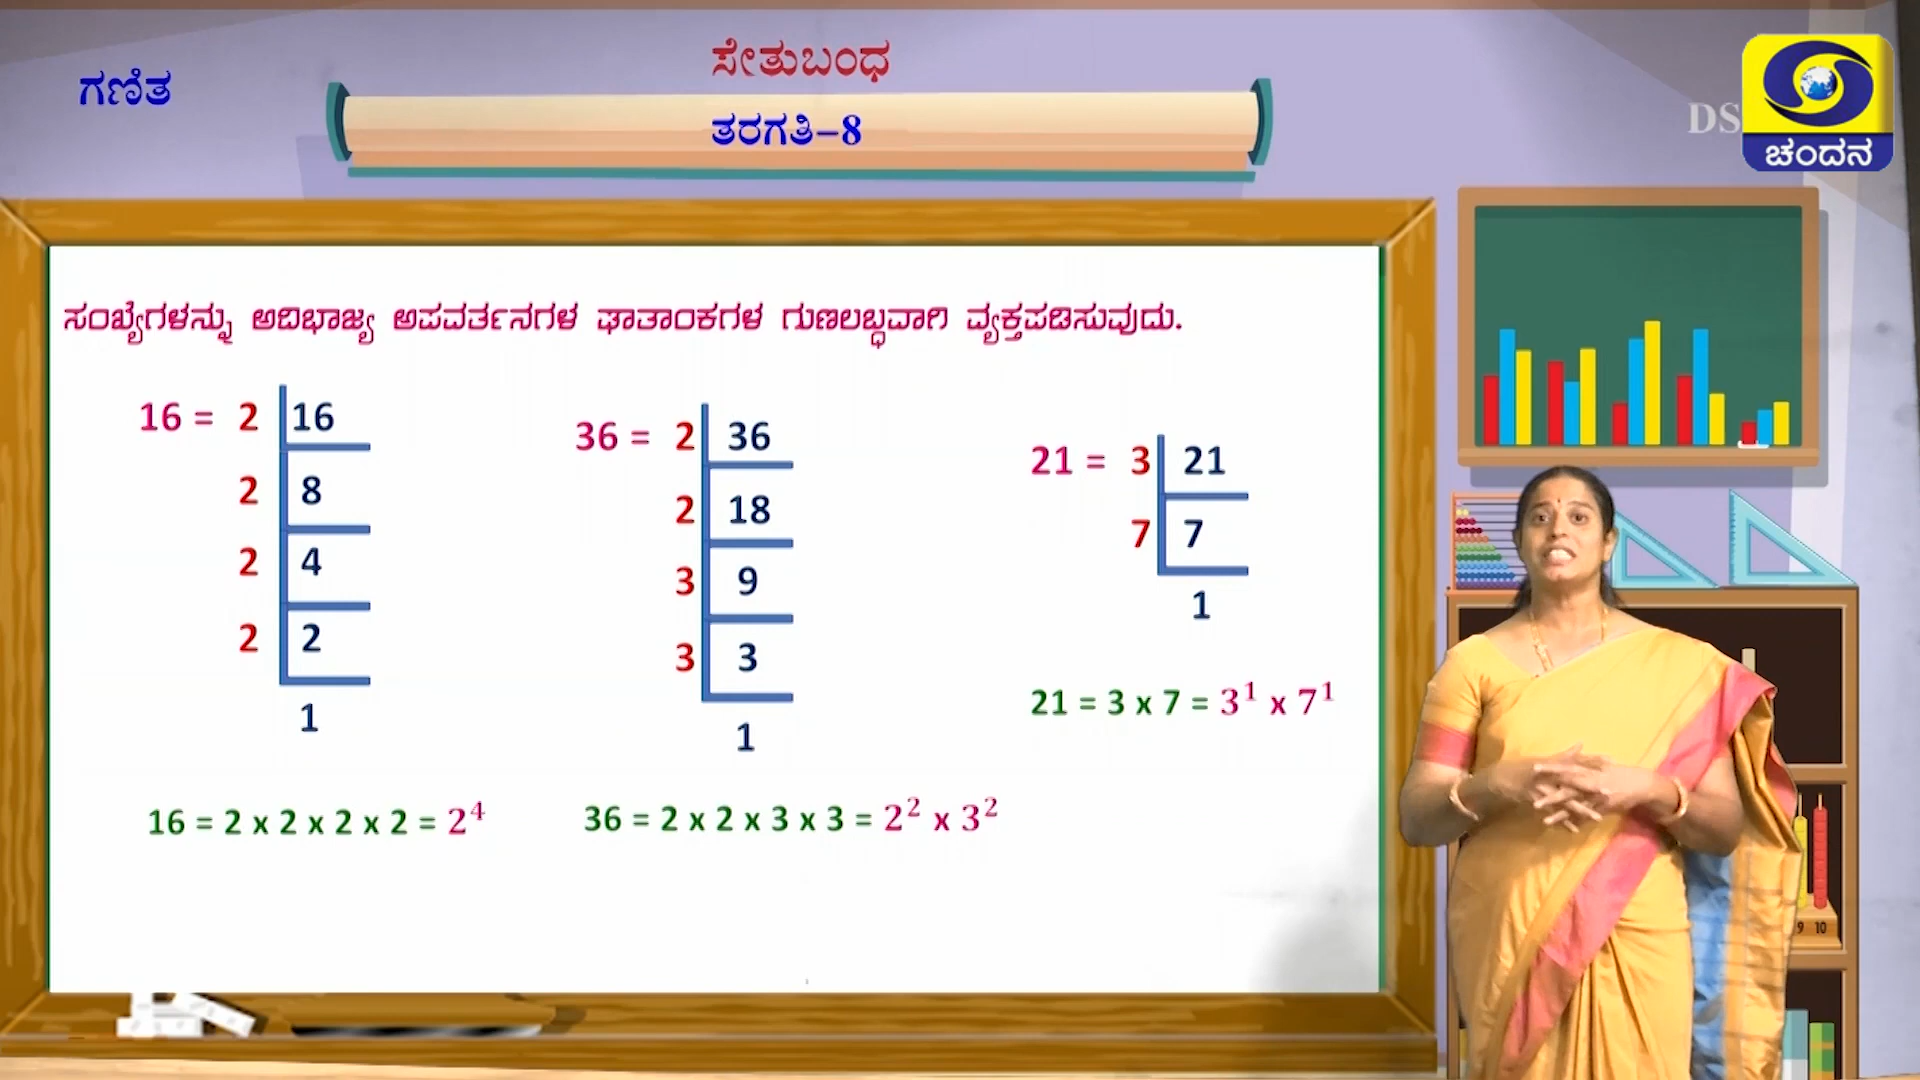 ಗಣಿತ
ಸೇತುಬಂಧ
ತರಗತಿ–8
DS
ಚಂದನ
ಸಂಖ್ಯೆಗಳನ್ನು ಅವಿಭಾಜ್ಯ ಅಪವರ್ತನಗಳ ಘಾತಾಂಕಗಳ ಗುಣಲಬ್ಧವಾಗಿ ವ್ಯಕ್ತಪಡಿಸುವುದು.
16 = 2 16
2 8
2 4
2 2
1
16 = 2 x 2 x 2 x 2 = 2⁴
36 = 2 36
2 18
3 9
3 3
1
36 = 2 x 2 x 3 x 3 = 2² x 3²
21 = 3 21
7 7
1
21 = 3 x 7 = 3¹ x 7¹
9 10